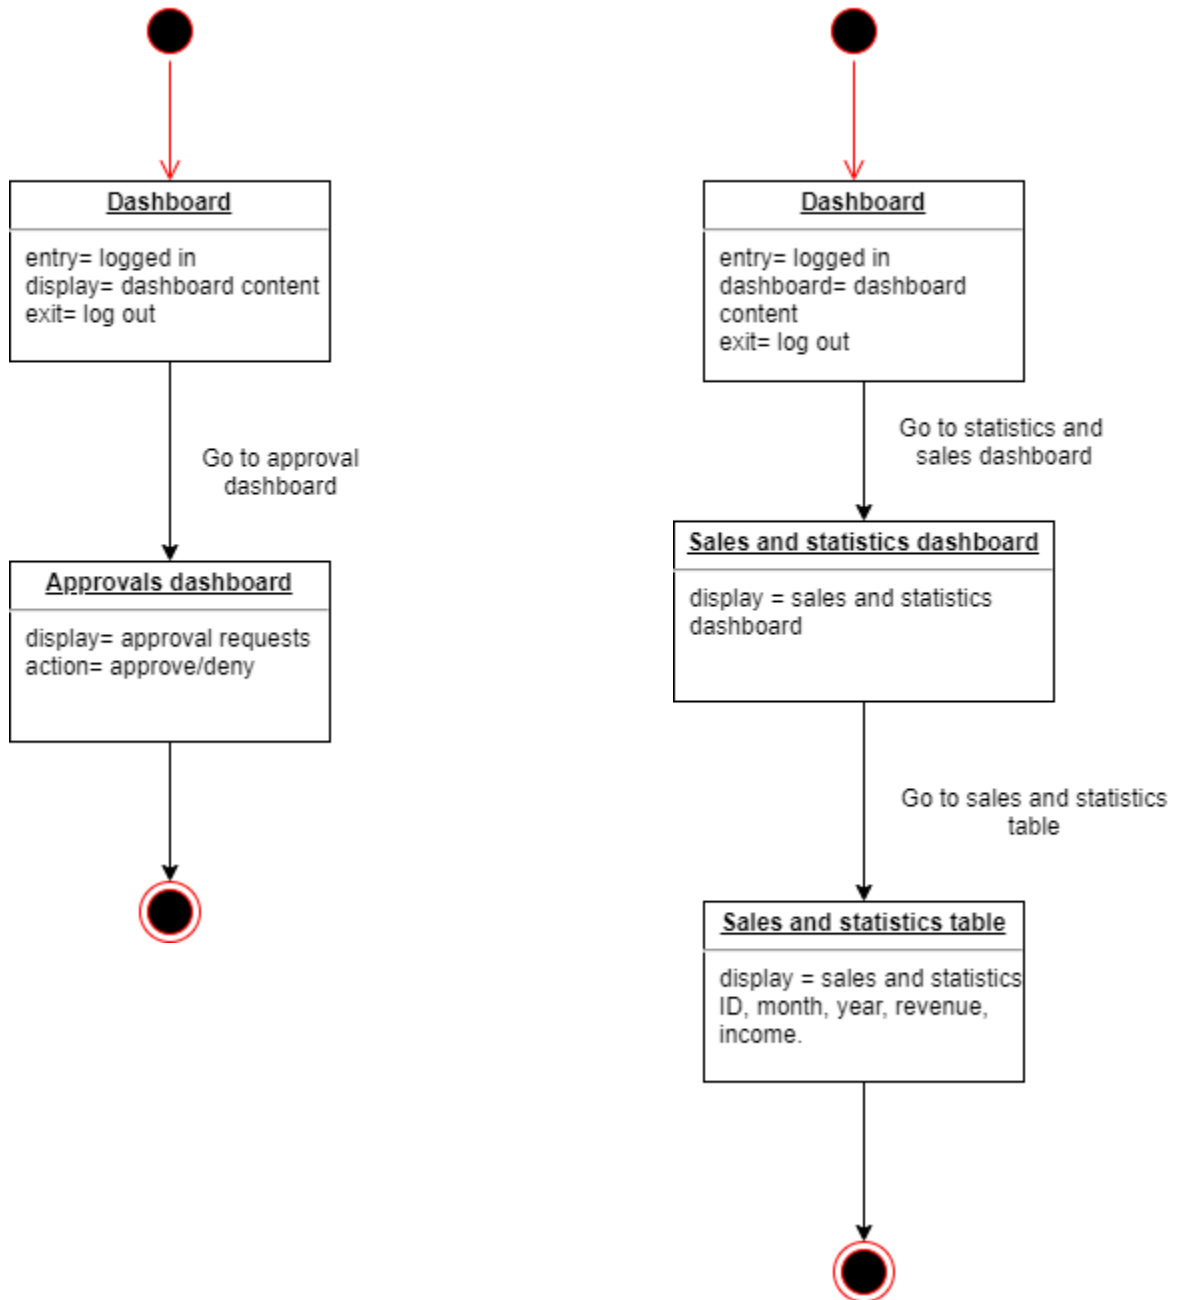 Dashboard
entry= logged in
display= dashboard content
exit= log out
Go to approval
dashboard
Approvals dashboard
display= approval requests
action= approve/deny
Dashboard
entry= logged in
dashboard= dashboard
content
exit= log out
Go to statistics and
sales dashboard
Sales and statistics dashboard
display = sales and statistics
dashboard
Go to sales and statistics
table
Sales and statistics table
display = sales and statistics
ID, month, year, revenue,
income.